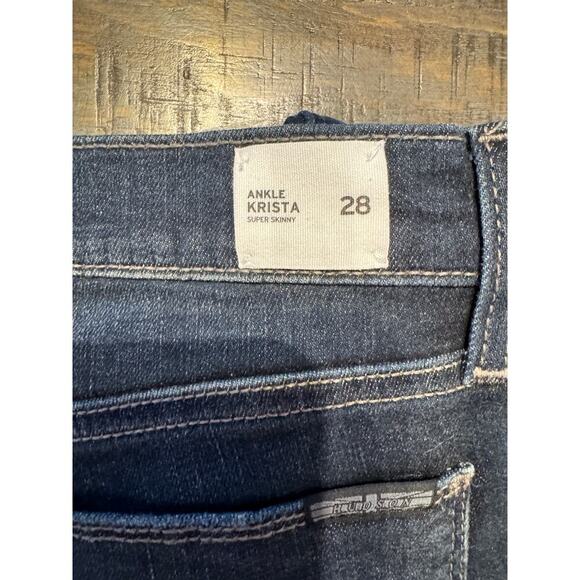 ANKLE
KRISTA 28
SUPER SKINNY
HUDSON